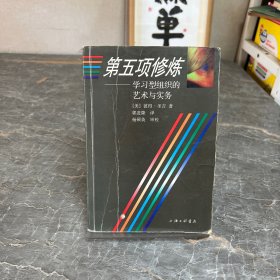 第五项修炼
——学习型组织的
艺术与实务
[美] 彼得·圣吉 著
郭进隆 译
杨硕英 审校
上海三联书店